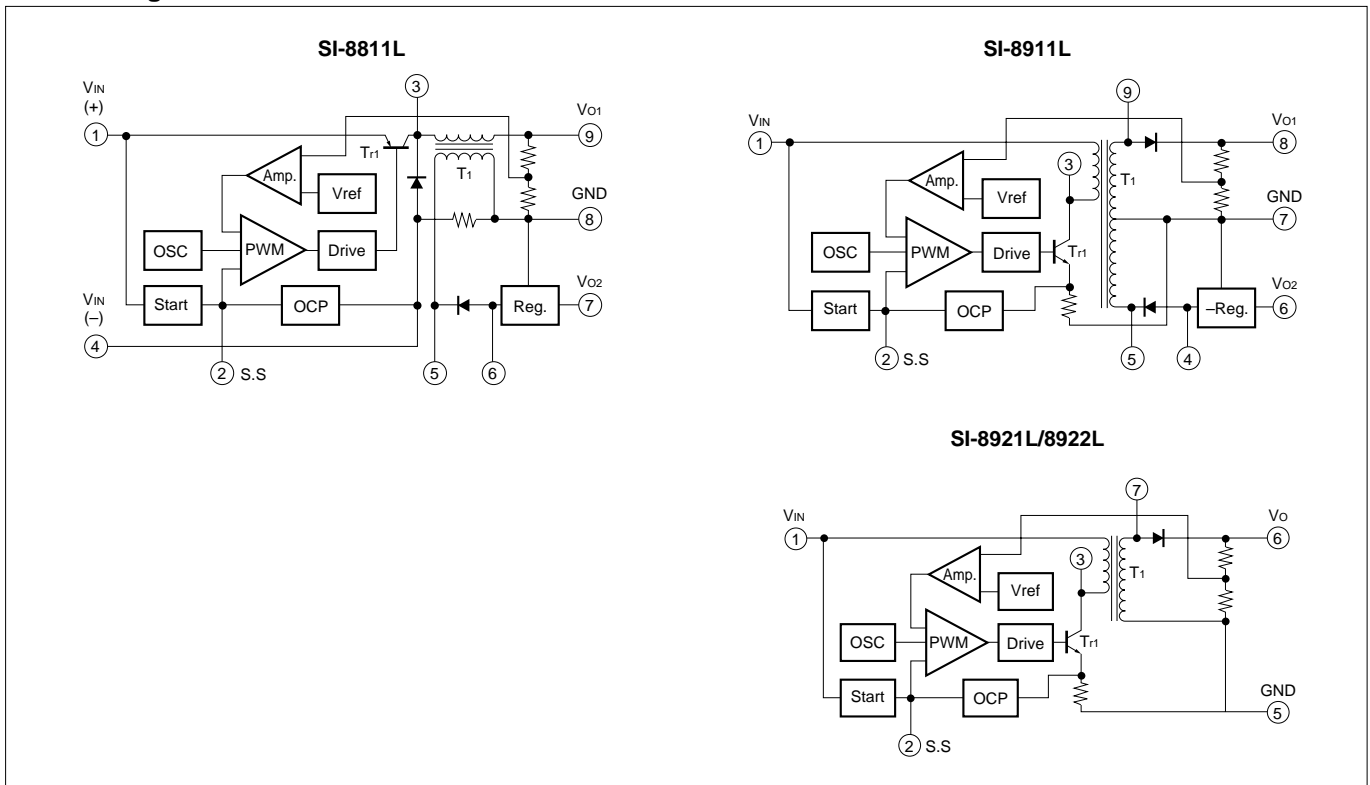 SI-8811L
VIN
(+)
1
3
VO1
9
Tr1
T1
Amp.
Vref
GND
8
OSC
PWM
Drive
VIN
(–)
4
Start
OCP
Reg.
VO2
7
2 S.S
5
6
SI-8911L
VIN
1
9
VO1
8
3
T1
Amp.
Vref
GND
7
OSC
PWM
Drive
Tr1
VO2
6
Start
OCP
–Reg.
2 S.S
5
4
SI-8921L/8922L
VIN
1
7
VO
6
3
T1
Amp.
Vref
OSC
PWM
Drive
Tr1
Start
OCP
GND
5
2 S.S